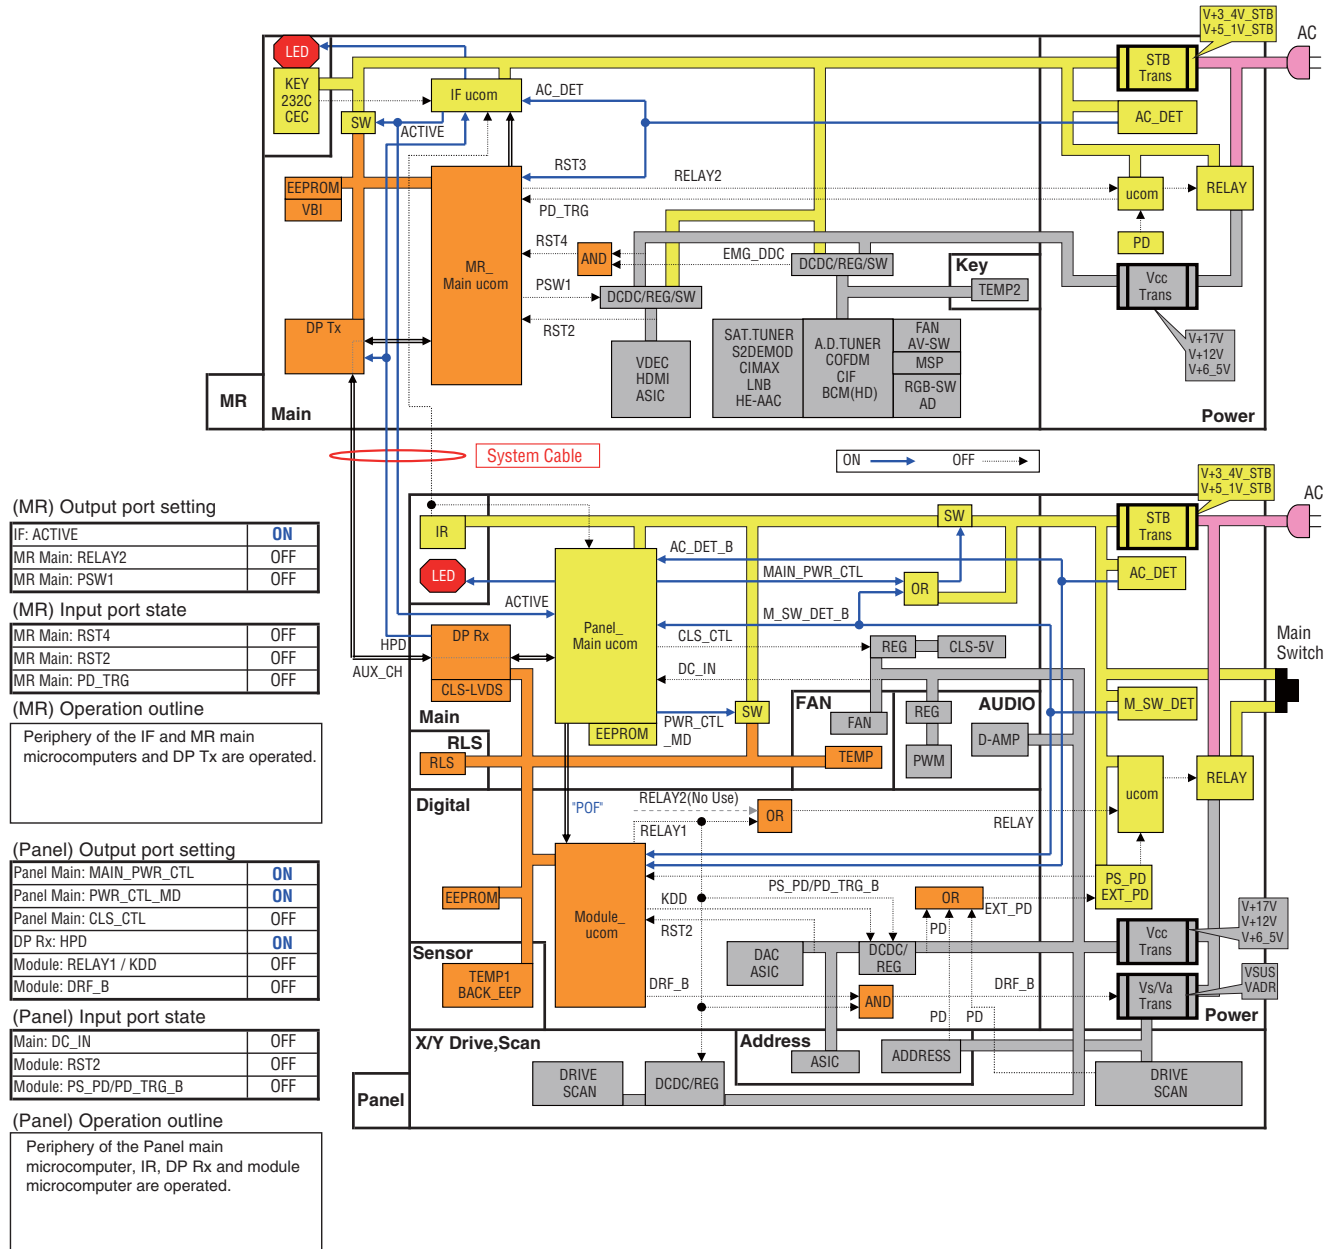 V+3_4V_STB
V+5_1V_STB
AC
LED
KEY
232C
CEC
IF ucom
AC_DET
STB
Trans
SW
ACTIVE
AC_DET
RST3
EEPROM
VBI
RELAY2
ucom
RELAY
PD_TRG
RST4
AND
EMG_DDC
PD
MR_
Main ucom
DCDC/REG/SW
Key
TEMP2
Vcc
Trans
PSW1
DCDC/REG/SW
RST2
DP Tx
VDEC
HDMI
ASIC
SAT.TUNER
S2DEMOD
CIMAX
LNB
HE-AAC
A.D.TUNER
COFDM
CIF
BCM(HD)
FAN
AV-SW
MSP
RGB-SW
AD
V+17V
V+12V
V+6_5V
MR
Main
Power
System Cable
ON
OFF
(MR) Output port setting
IF: ACTIVE ON
MR Main: RELAY2 OFF
MR Main: PSW1 OFF
(MR) Input port state
MR Main: RST4 OFF
MR Main: RST2 OFF
MR Main: PD_TRG OFF
(MR) Operation outline
Periphery of the IF and MR main
microcomputers and DP Tx are operated.
(Panel) Output port setting
Panel Main: MAIN_PWR_CTL ON
Panel Main: PWR_CTL_MD ON
Panel Main: CLS_CTL OFF
DP Rx: HPD ON
Module: RELAY1 / KDD OFF
Module: DRF_B OFF
(Panel) Input port state
Main: DC_IN OFF
Module: RST2 OFF
Module: PS_PD/PD_TRG_B OFF
(Panel) Operation outline
Periphery of the Panel main
microcomputer, IR, DP Rx and module
microcomputer are operated.
V+3_4V_STB
V+5_1V_STB
AC
IR
SW
STB
Trans
AC_DET_B
LED
MAIN_PWR_CTL
OR
AC_DET
ACTIVE
M_SW_DET_B
Panel_
Main ucom
DP Rx
HPD
AUX_CH
CLS-LVDS
CLS_CTL
REG
CLS-5V
DC_IN
Main
Switch
Main
EEPROM
PWR_CTL
_MD
SW
FAN
FAN
REG
AUDIO
D-AMP
M_SW_DET
RLS
RLS
TEMP
PWM
ucom
RELAY
Digital
"POF"
RELAY2(No Use)
RELAY1
OR
RELAY
EEPROM
Module_
ucom
PS_PD/PD_TRG_B
KDD
RST2
OR
EXT_PD
PS_PD
EXT_PD
PD
V+17V
V+12V
V+6_5V
Vcc
Trans
Sensor
TEMP1
BACK_EEP
DAC
ASIC
DCDC/
REG
DRF_B
AND
DRF_B
VSUS
VADR
Vs/Va
Trans
Power
PD
PD
X/Y Drive,Scan
Address
ASIC
ADDRESS
DRIVE
SCAN
DCDC/REG
DRIVE
SCAN
Panel